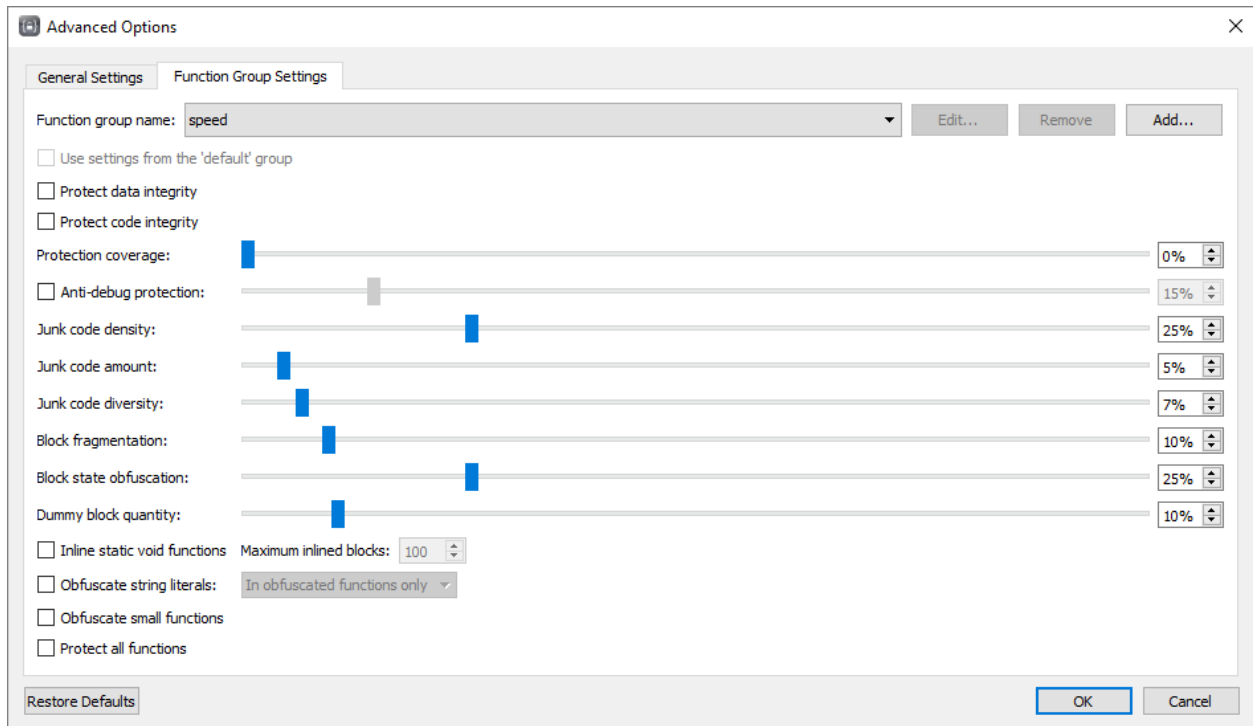 Advanced Options
General Settings Function Group Settings
Function group name: speed Edit... Remove Add...
Use settings from the 'default' group
Protect data integrity
Protect code integrity
Protection coverage: 0%
Anti-debug protection: 15%
Junk code density: 25%
Junk code amount: 5%
Junk code diversity: 7%
Block fragmentation: 10%
Block state obfuscation: 25%
Dummy block quantity: 10%
Inline static void functions Maximum inlined blocks: 100
Obfuscate string literals: In obfuscated functions only
Obfuscate small functions
Protect all functions
Restore Defaults OK Cancel